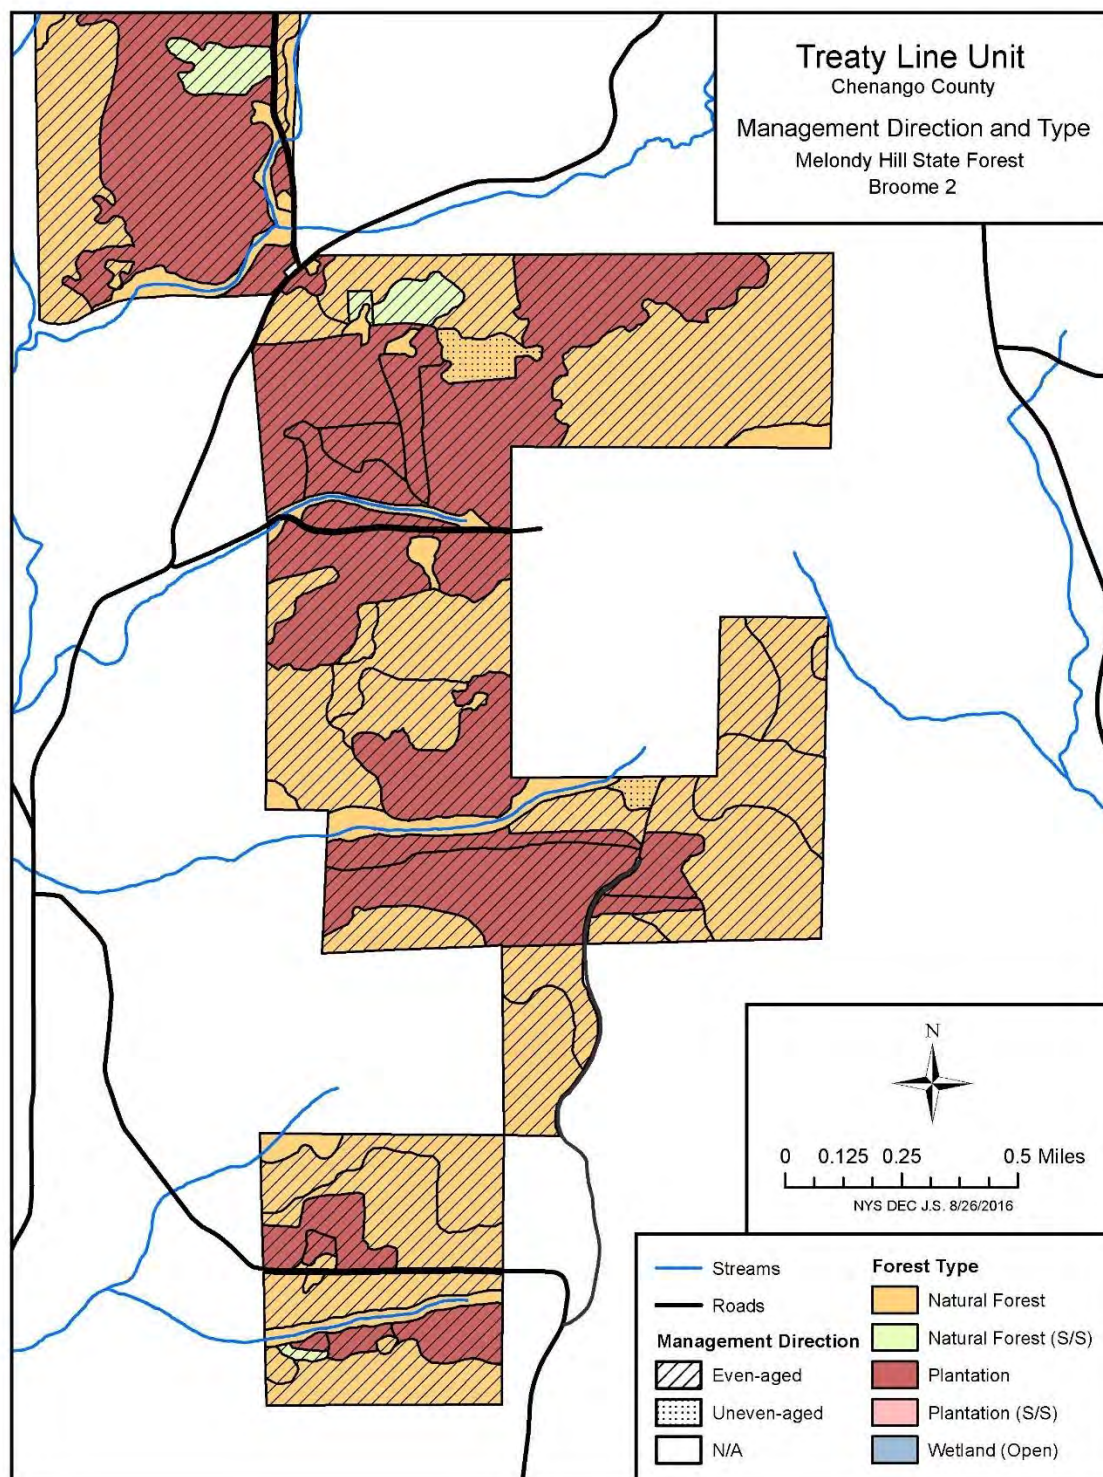 Treaty Line Unit
Chenango County
Management Direction and Type
Melondy Hill State Forest
Broome 2
N
0 0.125 0.25 0.5 Miles
NYS DEC J.S. 8/26/2016
Streams
Roads
Management Direction
Even-aged
Uneven-aged
N/A
Forest Type
Natural Forest
Natural Forest (S/S)
Plantation
Plantation (S/S)
Wetland (Open)